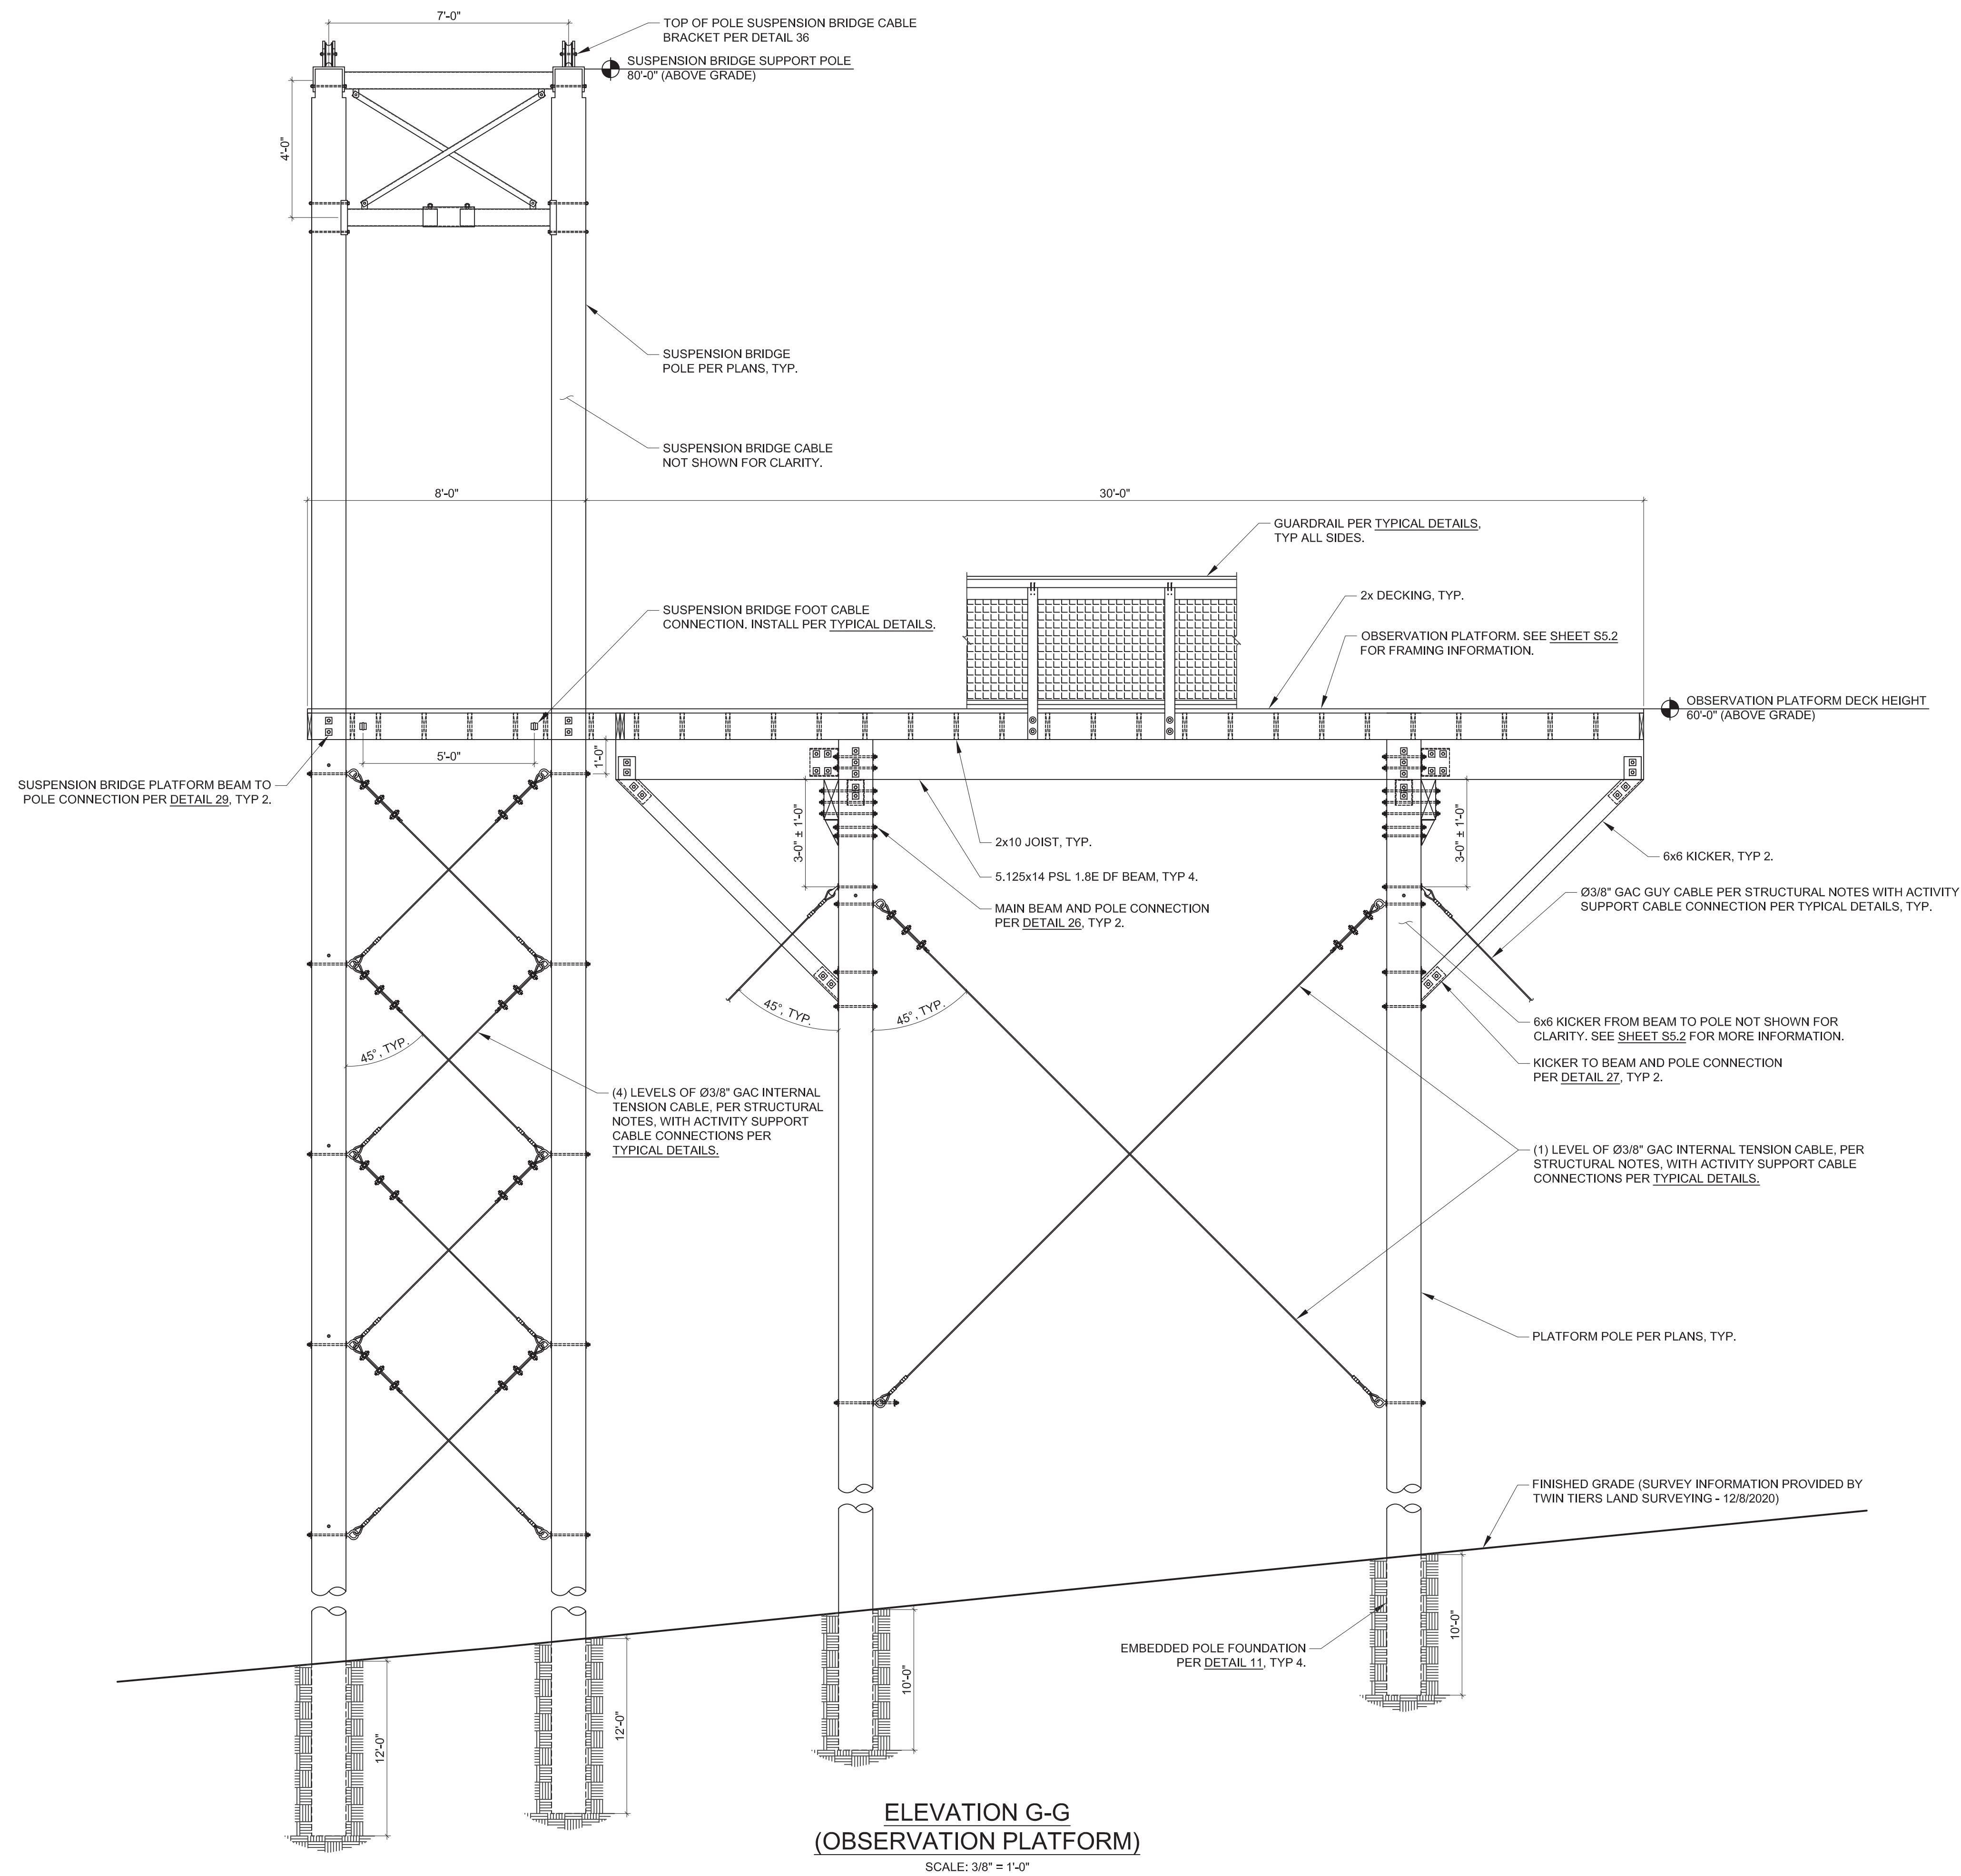 7'-0"
TOP OF POLE SUSPENSION BRIDGE CABLE
BRACKET PER DETAIL 36
SUSPENSION BRIDGE SUPPORT POLE
80'-0" (ABOVE GRADE)
4'-0"
SUSPENSION BRIDGE
POLE PER PLANS, TYP.
SUSPENSION BRIDGE CABLE
NOT SHOWN FOR CLARITY.
8'-0"
30'-0"
GUARDRAIL PER TYPICAL DETAILS,
TYP ALL SIDES.
2x DECKING, TYP.
SUSPENSION BRIDGE FOOT CABLE
CONNECTION. INSTALL PER TYPICAL DETAILS.
OBSERVATION PLATFORM. SEE SHEET S5.2
FOR FRAMING INFORMATION.
OBSERVATION PLATFORM DECK HEIGHT
60'-0" (ABOVE GRADE)
5'-0"
1'-0"
SUSPENSION BRIDGE PLATFORM BEAM TO
POLE CONNECTION PER DETAIL 29, TYP 2.
3-0" ± 1'-0"
3-0" ± 1'-0"
2x10 JOIST, TYP.
5.125x14 PSL 1.8E DF BEAM, TYP 4.
MAIN BEAM AND POLE CONNECTION
PER DETAIL 26, TYP 2.
6x6 KICKER, TYP 2.
Ø3/8" GAC GUY CABLE PER STRUCTURAL NOTES WITH ACTIVITY
SUPPORT CABLE CONNECTION PER TYPICAL DETAILS, TYP.
45°, TYP.
45°, TYP.
45°, TYP.
6x6 KICKER FROM BEAM TO POLE NOT SHOWN FOR
CLARITY. SEE SHEET S5.2 FOR MORE INFORMATION.
KICKER TO BEAM AND POLE CONNECTION
PER DETAIL 27, TYP 2.
(4) LEVELS OF Ø3/8" GAC INTERNAL
TENSION CABLE, PER STRUCTURAL
NOTES, WITH ACTIVITY SUPPORT
CABLE CONNECTIONS PER
TYPICAL DETAILS.
(1) LEVEL OF Ø3/8" GAC INTERNAL TENSION CABLE, PER
STRUCTURAL NOTES, WITH ACTIVITY SUPPORT CABLE
CONNECTIONS PER TYPICAL DETAILS.
PLATFORM POLE PER PLANS, TYP.
FINISHED GRADE (SURVEY INFORMATION PROVIDED BY
TWIN TIERS LAND SURVEYING - 12/8/2020)
EMBEDDED POLE FOUNDATION
PER DETAIL 11, TYP 4.
12'-0"
12'-0"
10'-0"
10'-0"
ELEVATION G-G
(OBSERVATION PLATFORM)
SCALE: 3/8" = 1'-0"